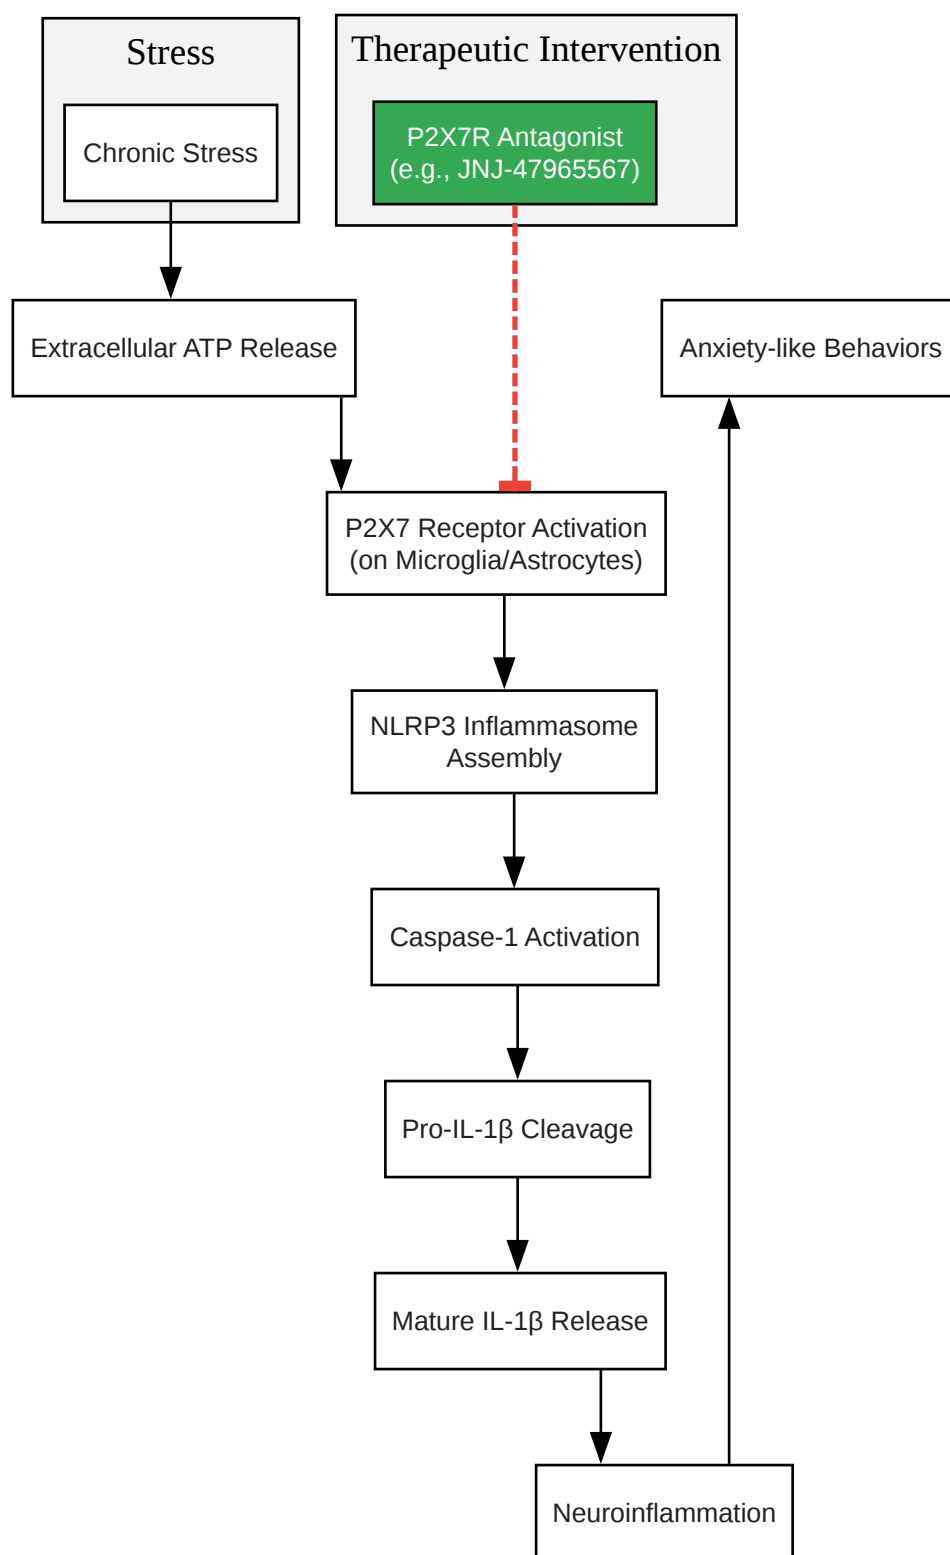 Stress
Chronic Stress
Therapeutic Intervention
P2X7R Antagonist
(e.g., JNJ-47965567)
Extracellular ATP Release
Anxiety-like Behaviors
P2X7 Receptor Activation
(on Microglia/Astrocytes)
NLRP3 Inflammasome
Assembly
Caspase-1 Activation
Pro-IL-1β Cleavage
Mature IL-1β Release
Neuroinflammation